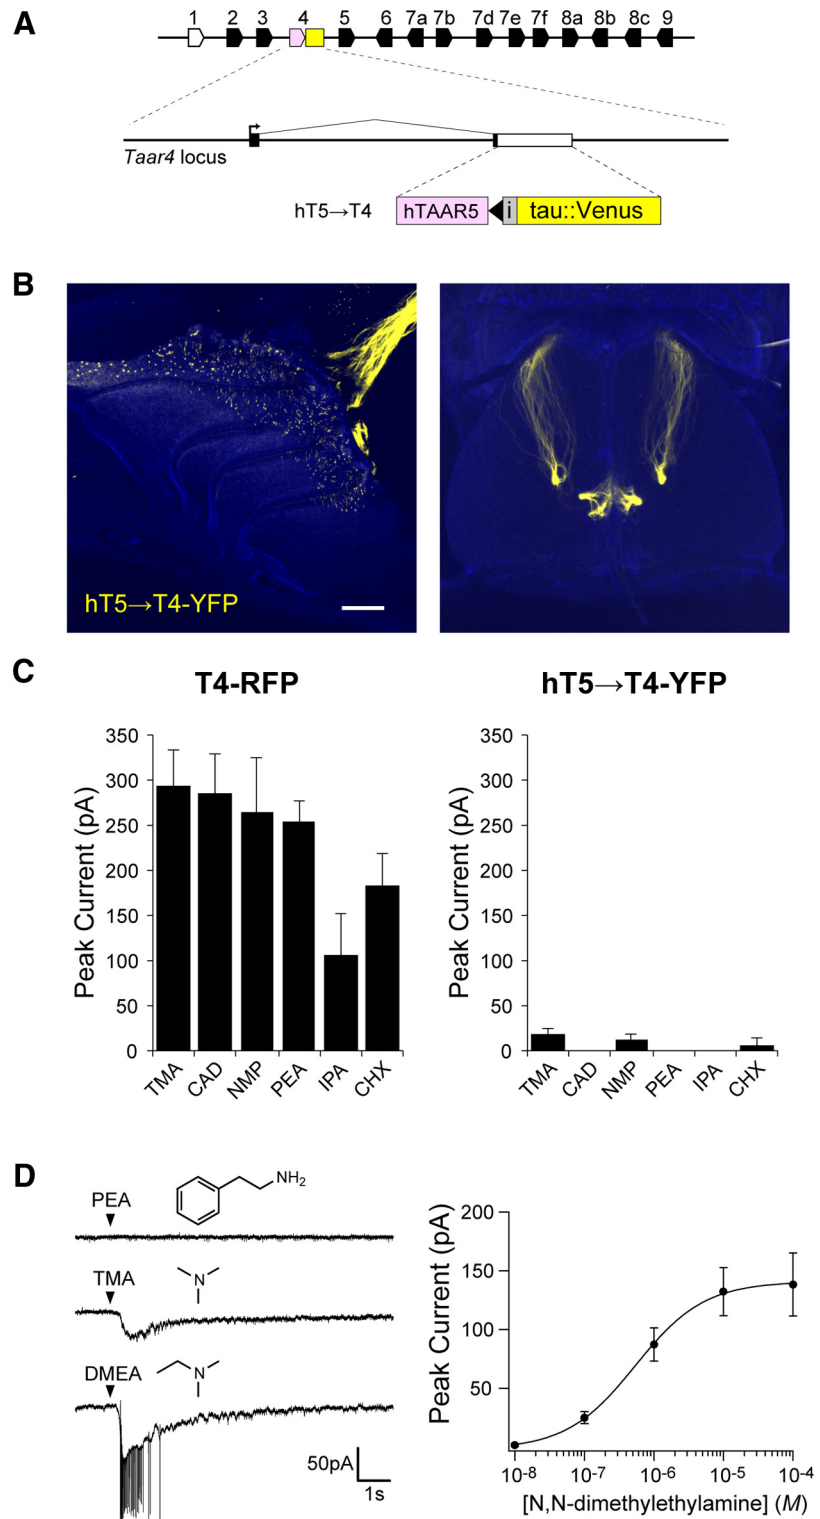 A
1 2 3 4 5 6 7a 7b 7d 7e 7f 8a 8b 8c 9
Taar4 locus
hT5→T4 hTAAR5 i tau::Venus
B
hT5→T4-YFP
C
T4-RFP
350
300
250
200
150
100
50
0
Peak Current (pA)
TMA CAD NMP PEA IPA CHX
hT5→T4-YFP
350
300
250
200
150
100
50
0
Peak Current (pA)
TMA CAD NMP PEA IPA CHX
D
PEA
NH2
TMA
N
DMEA
N
50pA
1s
200
150
100
50
Peak Current (pA)
10-8 10-7 10-6 10-5 10-4
[N,N-dimethylethylamine] (M)